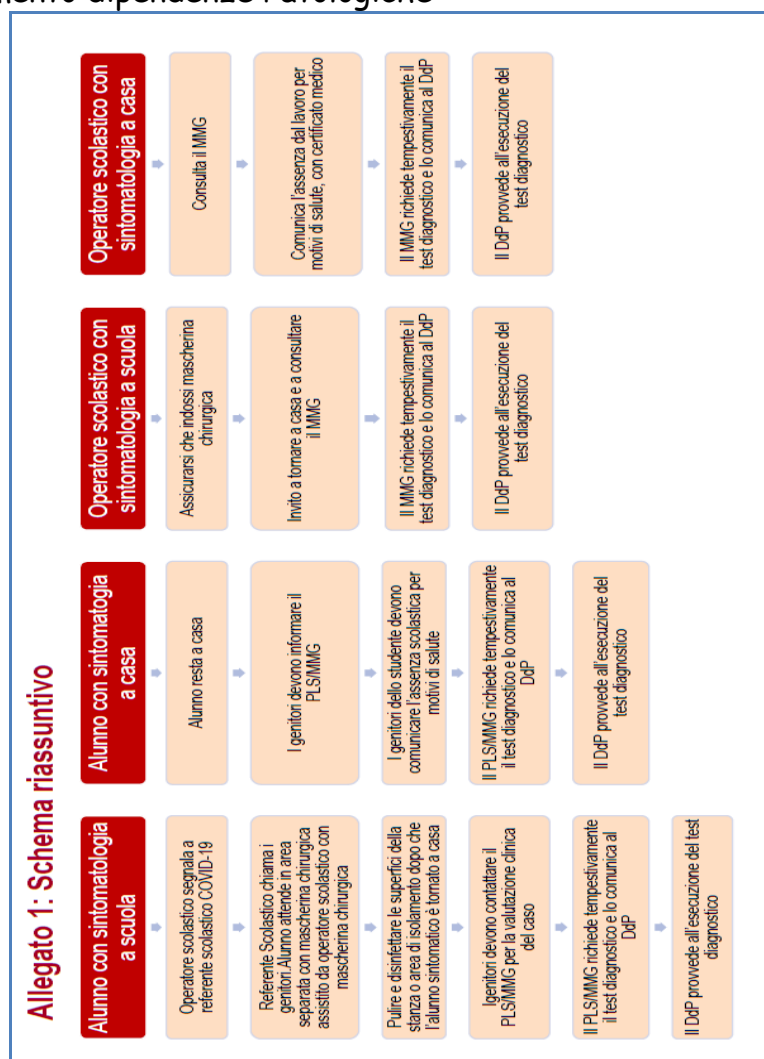 mento dipendenze Patologiche
Allegato 1: Schema riassuntivo
Alunno con sintomatologia
a scuola
Operatore scolastico segnala a
referente scolastico COVID-19
Referente Scolastico chiama i
genitori.Alunno attende in area
separata con mascherina chirurgica
assistito da operatore scolastico con
mascherina chirurgica
Pulire e disinfettare le superfici della
stanza o area di isolamento dopo che
l'alunno sintomatico è tornato a casa
Igenitori devono contattare il
PLS/MMG per la valutazione clinica
del caso
Il PLS/MMG richiede tempestivamente
il test diagnostico e lo comunica al
DdP
Il DdP provvede all'esecuzione del test
diagnostico
Alunno con sintomatogia
a casa
Alunno resta a casa
I genitori devono informare il
PLS/MMG
I genitori dello studente devono
comunicare l'assenza scolastica per
motivi di salute
Il PLS/MMG richiede tempestivamente
il test diagnostico e lo comunica al
DdP
Il DdP provvede all'esecuzione del
test diagnostico
Operatore scolastico con
sintomatologia a scuola
Assicurarsi che indossi mascherina
chirurgica
Invito a tornare a casa e a consultare
il MMG
Il MMG richiede tempestivamente il
test diagnostico e lo comunica al DdP
Il DdP provvede all'esecuzione del
test diagnostico
Operatore scolastico con
sintomatologia a casa
Consulta il MMG
Comunica l'assenza dal lavoro per
motivi di salute, con certificato medico
Il MMG richiede tempestivamente il
test diagnostico e lo comunica al DdP
Il DdP provvede all'esecuzione del
test diagnostico